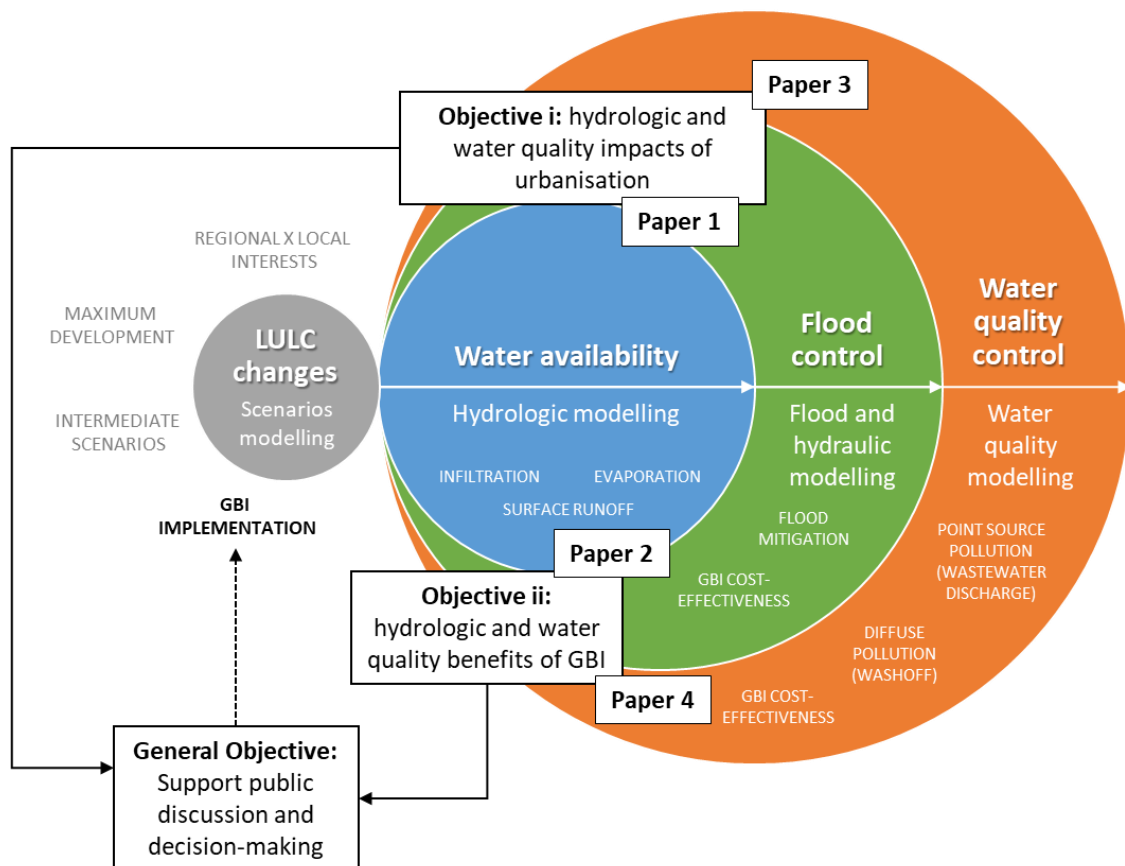 Paper 3
Objective i: hydrologic and
water quality impacts of
urbanisation
Paper 1
REGIONAL X LOCAL
INTERESTS
MAXIMUM
DEVELOPMENT
INTERMEDIATE
SCENARIOS
LULC
changes
Scenarios
modelling
GBI
IMPLEMENTATION
Water availability
Hydrologic modelling
INFILTRATION
EVAPORATION
SURFACE RUNOFF
Flood
control
Flood and
hydraulic
modelling
FLOOD
MITIGATION
GBI COST-
EFFECTIVENESS
Water
quality
control
Water
quality
modelling
POINT SOURCE
POLLUTION
(WASTEWATER
DISCHARGE)
DIFFUSE
POLLUTION
(WASHOFF)
GBI COST-
EFFECTIVENESS
Paper 2
Objective ii:
hydrologic and water
quality benefits of GBI
Paper 4
General Objective:
Support public
discussion and
decision-making